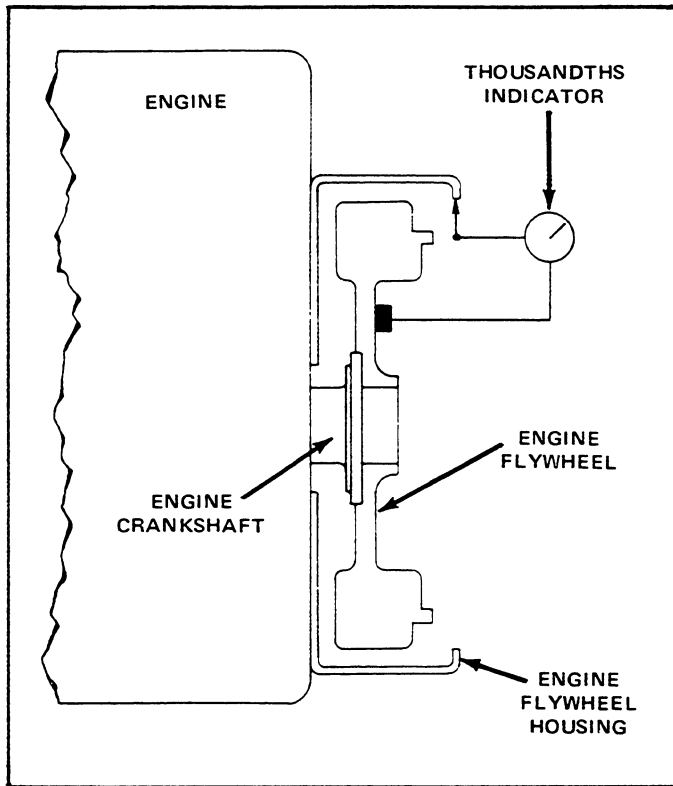 ENGINE
THOUSANDTHS
INDICATOR
ENGINE
FLYWHEEL
ENGINE
CRANKSHAFT
ENGINE
FLYWHEEL
HOUSING